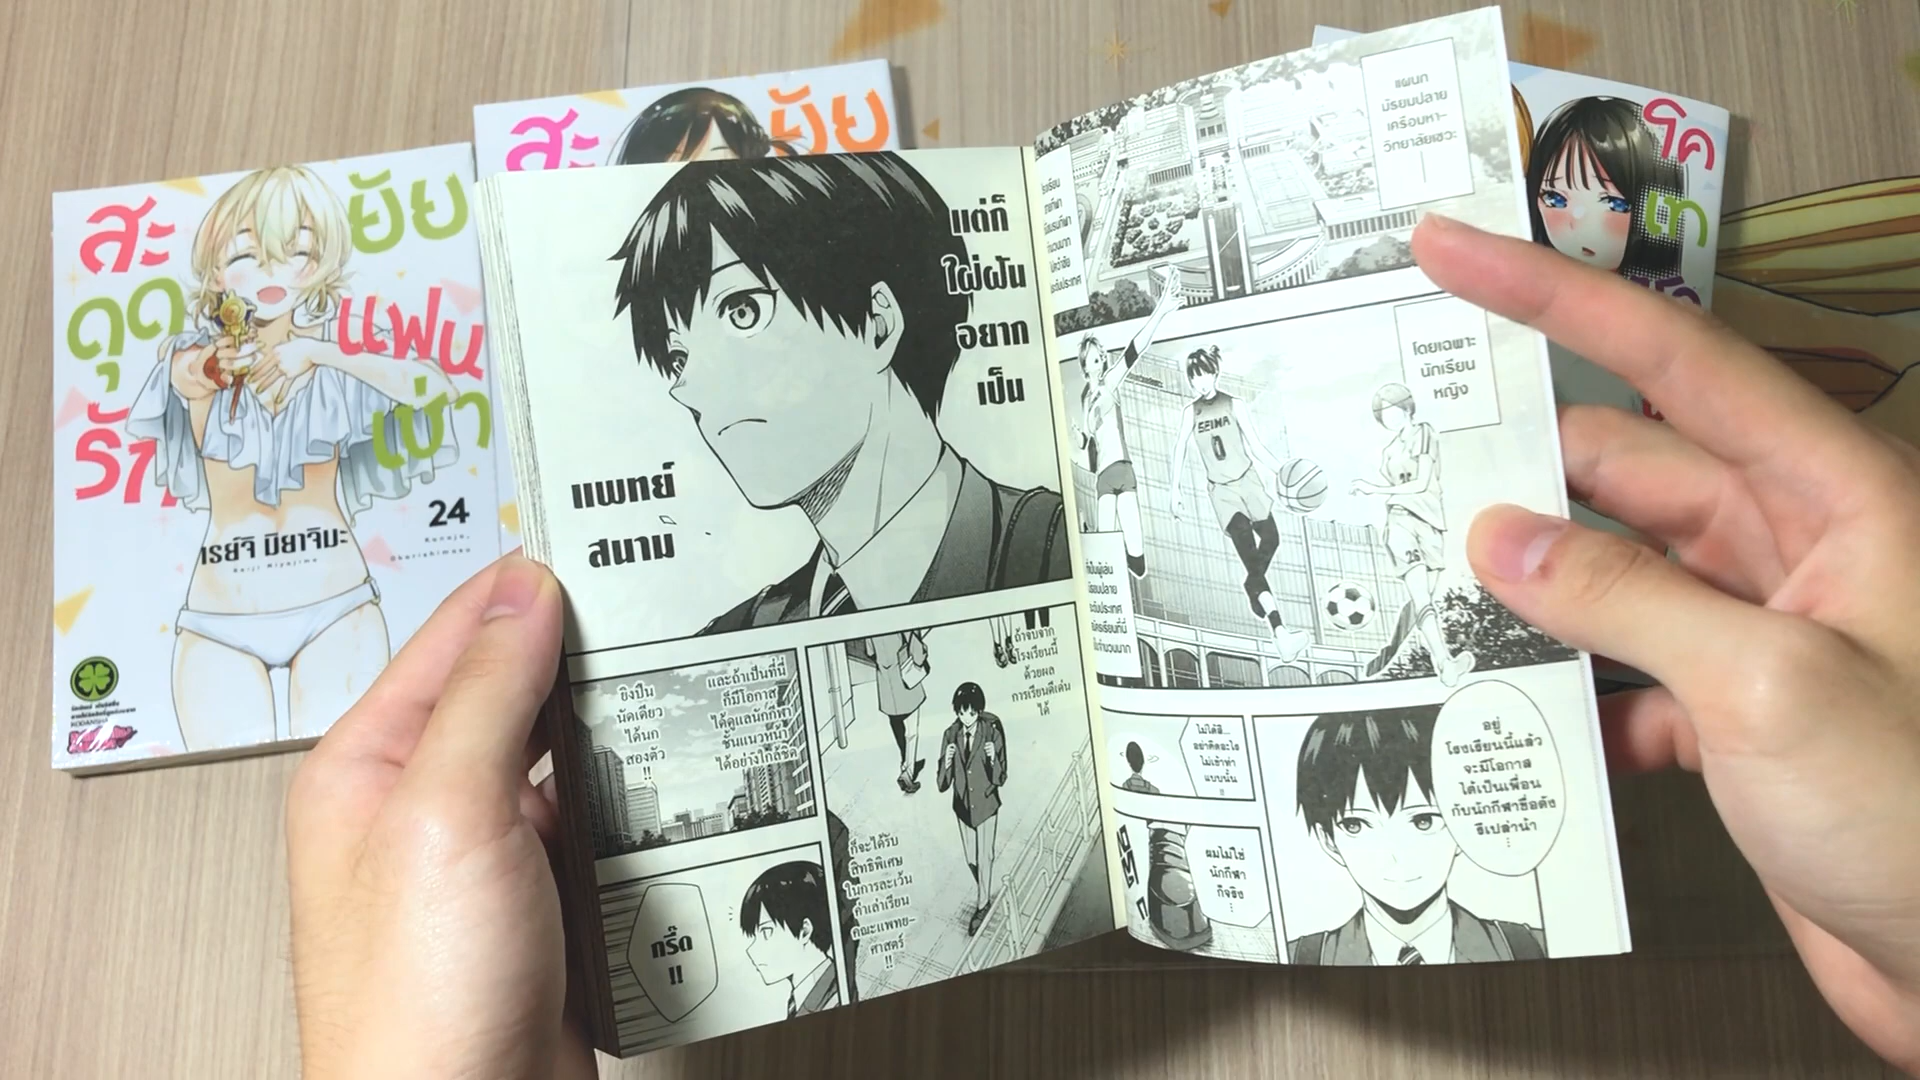 สะ
ดุด
รัก
ยัย
แฟน
เช่า
24
Kanojo,
Okarishimasu
เรย์จิ มิยาจิมะ
Reiji Miyajima
KODANSHA
สะ
ยัย
โค
เท
แผนก
มัธยมปลาย
เครือมหา-
วิทยาลัยเซวะ
โดยเฉพาะ
นักเรียน
หญิง
SEIWA
0
26
ไม่ได้สิ...
อย่าคิดอะไร
ไม่เข้าท่า
แบบนั้น
!!
อยู่
โรงเรียนนี้แล้ว
จะมีโอกาส
ได้เป็นเพื่อน
กับนักกีฬาชื่อดัง
รึเปล่าน้า
...
ผมไม่ใช่
นักกีฬา
ก็จริง
...
แต่ก็
ใฝ่ฝัน
อยาก
เป็น
แพทย์
สนาม
และถ้าเป็นที่นี่
ก็มีโอกาส
ได้ดูแลนักกีฬา
ชั้นแนวหน้า
ได้อย่างใกล้ชิด
ยิงปืน
นัดเดียว
ได้นก
สองตัว
!!
ถ้าจบจาก
โรงเรียนนี้
ด้วยผล
การเรียนดีเด่น
ได้
ก็จะได้รับ
สิทธิพิเศษ
ในการละเว้น
ค่าเล่าเรียน
คณะแพทย-
ศาสตร์
!!
กรี๊ด
!!